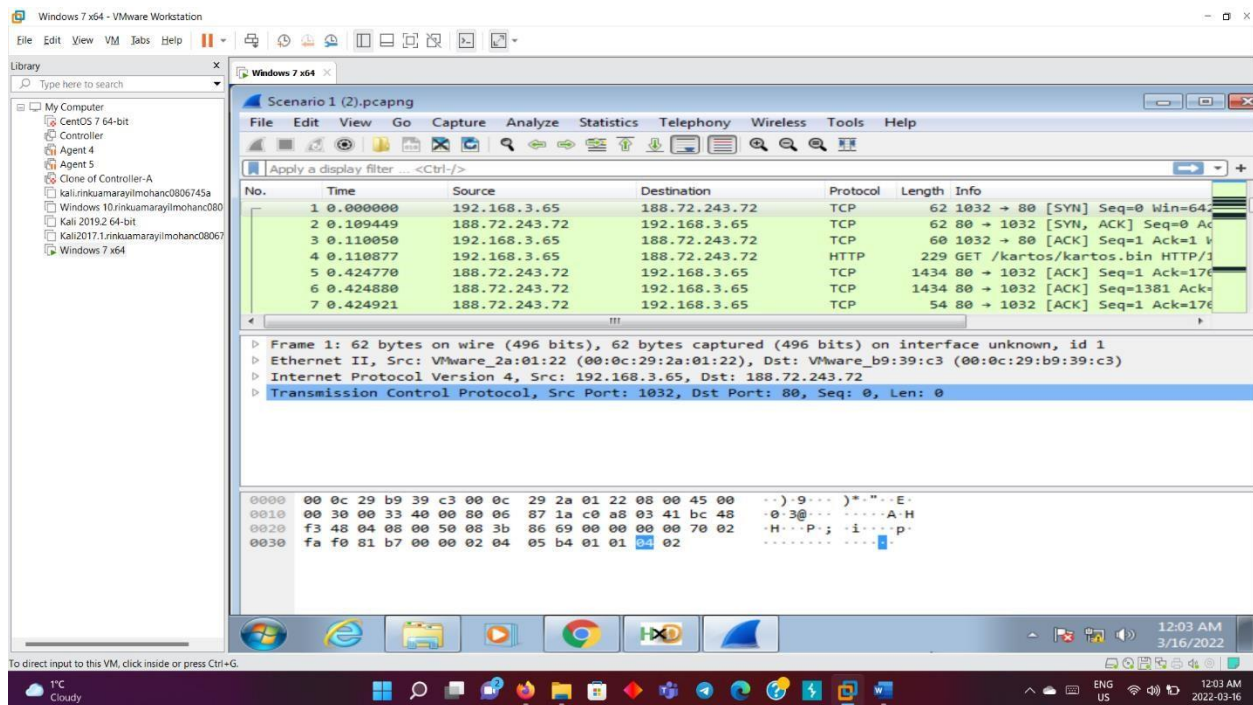 Windows 7 x64 - VMware Workstation
File Edit View VM Tabs Help
Library
Type here to search
My Computer
CentOS 7 64-bit
Controller
Agent 4
Agent 5
Clone of Controller-A
kali.rinkuamarayilmohanc0806745a
Windows 10.rinkuamarayilmohanc080
Kali 2019.2 64-bit
Kali2017.1.rinkuamarayilmohanc08067
Windows 7 x64
Windows 7 x64
Scenario 1 (2).pcapng
File Edit View Go Capture Analyze Statistics Telephony Wireless Tools Help
Apply a display filter ... <Ctrl-/>
No. Time Source Destination Protocol Length Info
1 0.000000 192.168.3.65 188.72.243.72 TCP 62 1032 → 80 [SYN] Seq=0 Win=642
2 0.109449 188.72.243.72 192.168.3.65 TCP 62 80 → 1032 [SYN, ACK] Seq=0 Ac
3 0.110050 192.168.3.65 188.72.243.72 TCP 60 1032 → 80 [ACK] Seq=1 Ack=1 W
4 0.110877 192.168.3.65 188.72.243.72 HTTP 229 GET /kartos/kartos.bin HTTP/1
5 0.424770 188.72.243.72 192.168.3.65 TCP 1434 80 → 1032 [ACK] Seq=1 Ack=176
6 0.424880 188.72.243.72 192.168.3.65 TCP 1434 80 → 1032 [ACK] Seq=1381 Ack=
7 0.424921 188.72.243.72 192.168.3.65 TCP 54 80 → 1032 [ACK] Seq=1 Ack=176
Frame 1: 62 bytes on wire (496 bits), 62 bytes captured (496 bits) on interface unknown, id 1
Ethernet II, Src: VMware_2a:01:22 (00:0c:29:2a:01:22), Dst: VMware_b9:39:c3 (00:0c:29:b9:39:c3)
Internet Protocol Version 4, Src: 192.168.3.65, Dst: 188.72.243.72
Transmission Control Protocol, Src Port: 1032, Dst Port: 80, Seq: 0, Len: 0
0000 00 0c 29 b9 39 c3 00 0c 29 2a 01 22 08 00 45 00 ··)·9··· )*·"··E·
0010 00 30 00 33 40 00 80 06 87 1a c0 a8 03 41 bc 48 ·0·3@··· ·····A·H
0020 f3 48 04 08 00 50 08 3b 86 69 00 00 00 00 70 02 ·H···P·; ·i····p·
0030 fa f0 81 b7 00 00 02 04 05 b4 01 01 04 02 ········ ······
HXD
12:03 AM
3/16/2022
To direct input to this VM, click inside or press Ctrl+G.
1°C
Cloudy
ENG
US
12:03 AM
2022-03-16